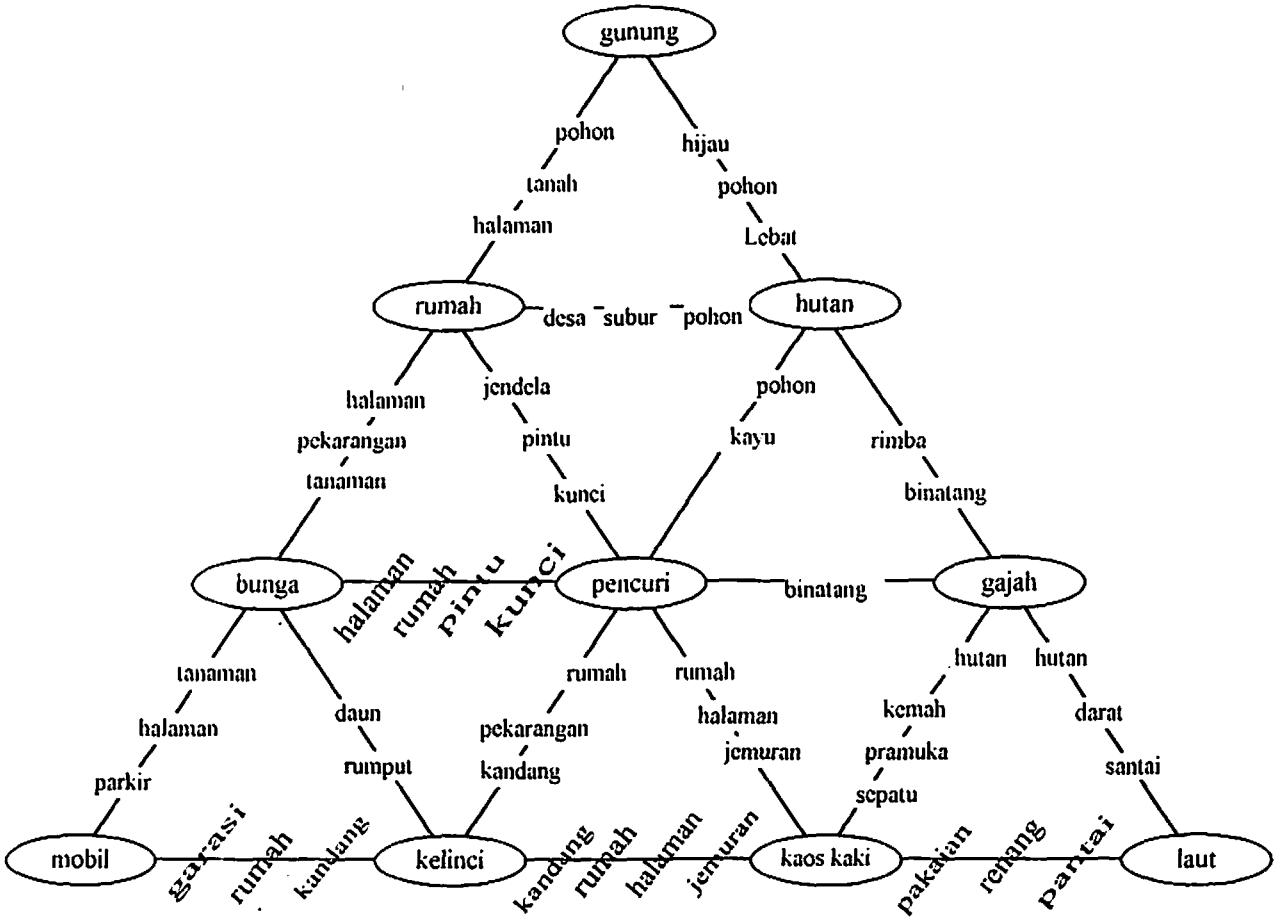 gunung
pohon
hijau
tanah
pohon
halaman
Lebat
rumah
desa subur pohon
hutan
halaman
jendela
pohon
pekarangan
pintu
kayu
rimba
tanaman
kunci
binatang
bunga
halaman
rumah
pintu
kunci
pencuri
binatang
gajah
tanaman
rumah
rumah
hutan
hutan
halaman
daun
pekarangan
halaman
kemah
darat
parkir
rumput
kandang
jemuran
pramuka
santai
sepatu
mobil
garasi
rumah
kandang
kelinci
kandung
rumah
halaman
jemuran
kaos kaki
pakaian
renang
pantai
laut